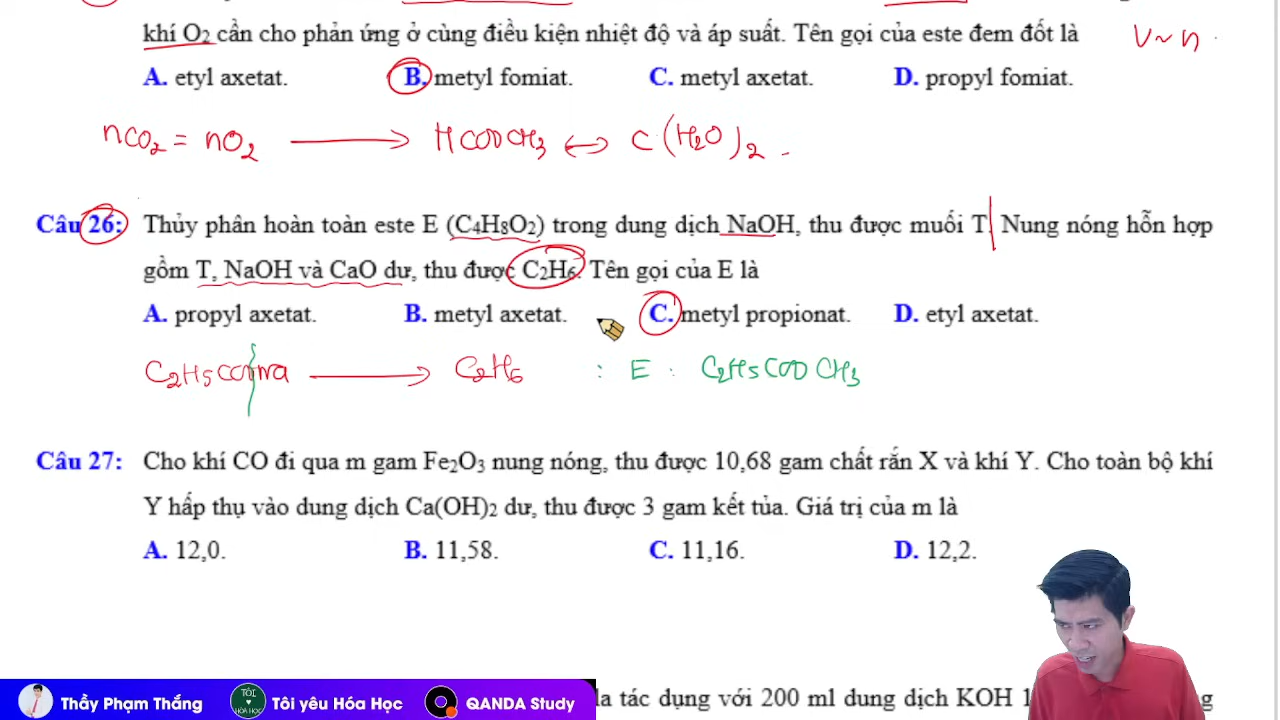 khí O₂ cần cho phản ứng ở cùng điều kiện nhiệt độ và áp suất. Tên gọi của este đem đốt là
V ~ n
A. etyl axetat. B. metyl fomiat. C. metyl axetat. D. propyl fomiat.
nCO₂ = nO₂ → HCOOCH₃ ↔ C(H₂O)₂
Câu 26: Thủy phân hoàn toàn este E (C₄H₈O₂) trong dung dịch NaOH, thu được muối T. Nung nóng hỗn hợp
gồm T, NaOH và CaO dư, thu được C₂H₆. Tên gọi của E là
A. propyl axetat. B. metyl axetat. C. metyl propionat. D. etyl axetat.
C₂H₅COONa → C₂H₆ : E : C₂H₅COOCH₃
Câu 27: Cho khí CO đi qua m gam Fe₂O₃ nung nóng, thu được 10,68 gam chất rắn X và khí Y. Cho toàn bộ khí
Y hấp thụ vào dung dịch Ca(OH)₂ dư, thu được 3 gam kết tủa. Giá trị của m là
A. 12,0. B. 11,58. C. 11,16. D. 12,2.
la tác dụng với 200 ml dung dịch KOH 1
Thầy Phạm Thắng
TÔI YÊU HÓA HỌC
Tôi yêu Hóa Học
QANDA Study